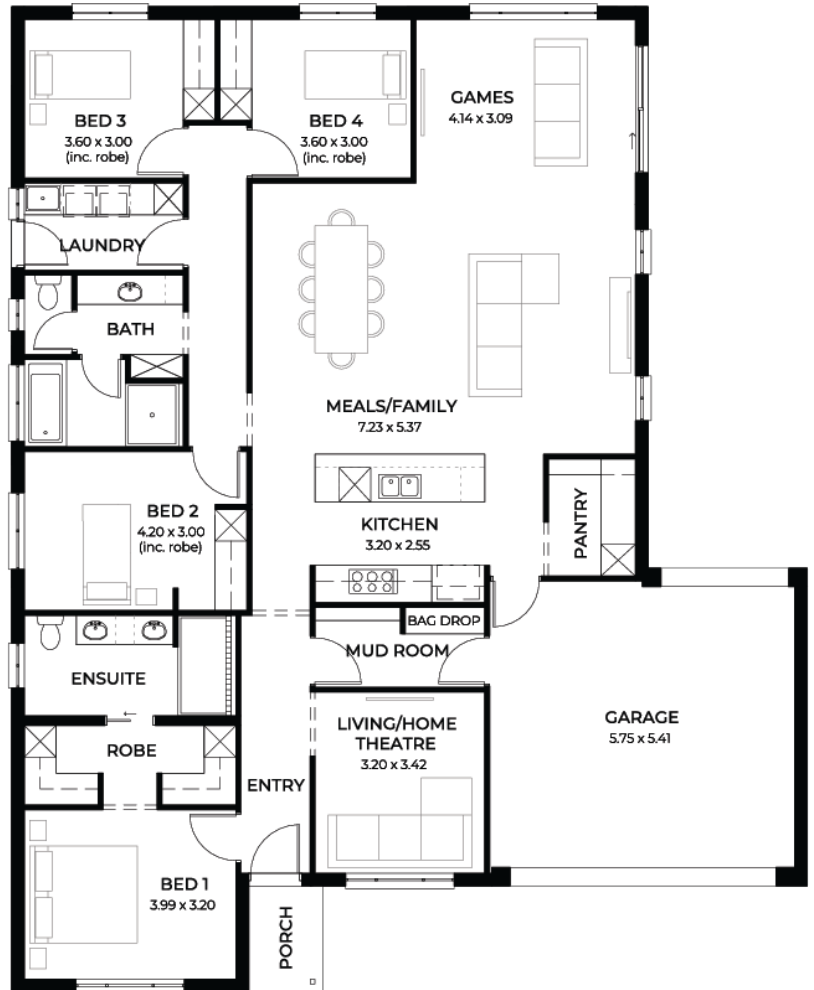 BED 3
3.60 x 3.00
(inc. robe)
BED 4
3.60 x 3.00
(inc. robe)
GAMES
4.14 x 3.09
LAUNDRY
BATH
MEALS/FAMILY
7.23 x 5.37
BED 2
4.20 x 3.00
(inc. robe)
KITCHEN
3.20 x 2.55
PANTRY
BAG DROP
MUD ROOM
ENSUITE
ROBE
LIVING/HOME
THEATRE
3.20 x 3.42
GARAGE
5.75 x 5.41
ENTRY
BED 1
3.99 x 3.20
PORCH